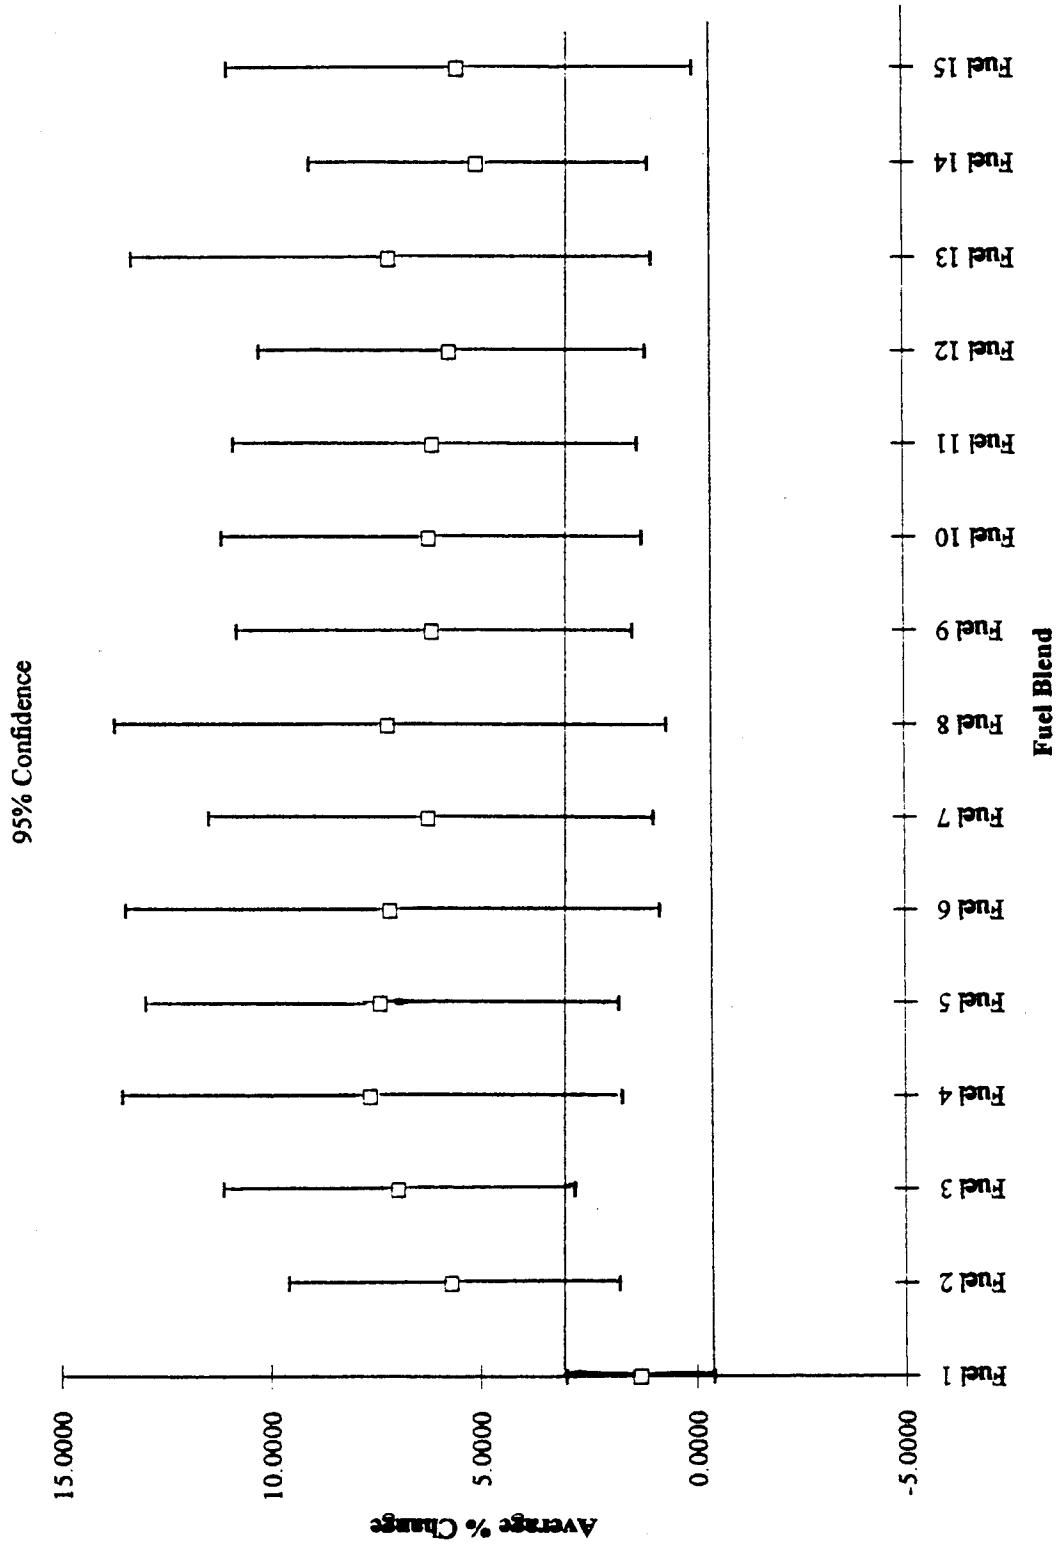 95% Confidence
Average % Change
15.0000
10.0000
5.0000
0.0000
-5.0000
Fuel 1
Fuel 2
Fuel 3
Fuel 4
Fuel 5
Fuel 6
Fuel 7
Fuel 8
Fuel 9
Fuel 10
Fuel 11
Fuel 12
Fuel 13
Fuel 14
Fuel 15
Fuel Blend